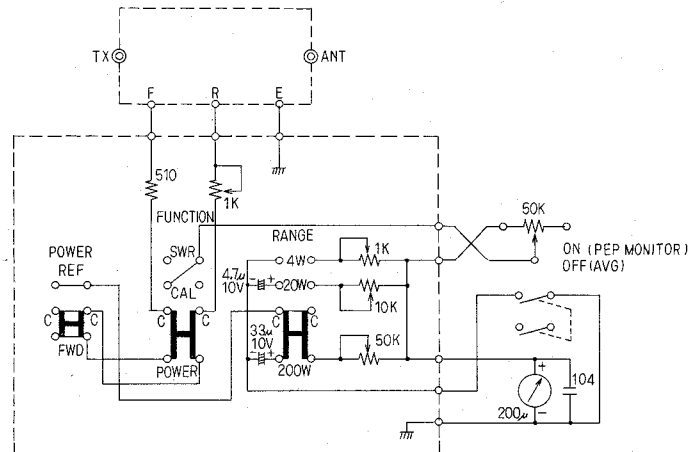 TX
ANT
F
R
E
510
1K
FUNCTION
50K
POWER
REF
SWR
RANGE
1K
ON (PEP MONITOR)
OFF(AVG)
4W
4.7μ
10V
- +
20W
CAL
10K
C
C
C
C
C
33μ
10V
50K
- +
C
C
FWD
POWER
200W
+
104
200μ
-